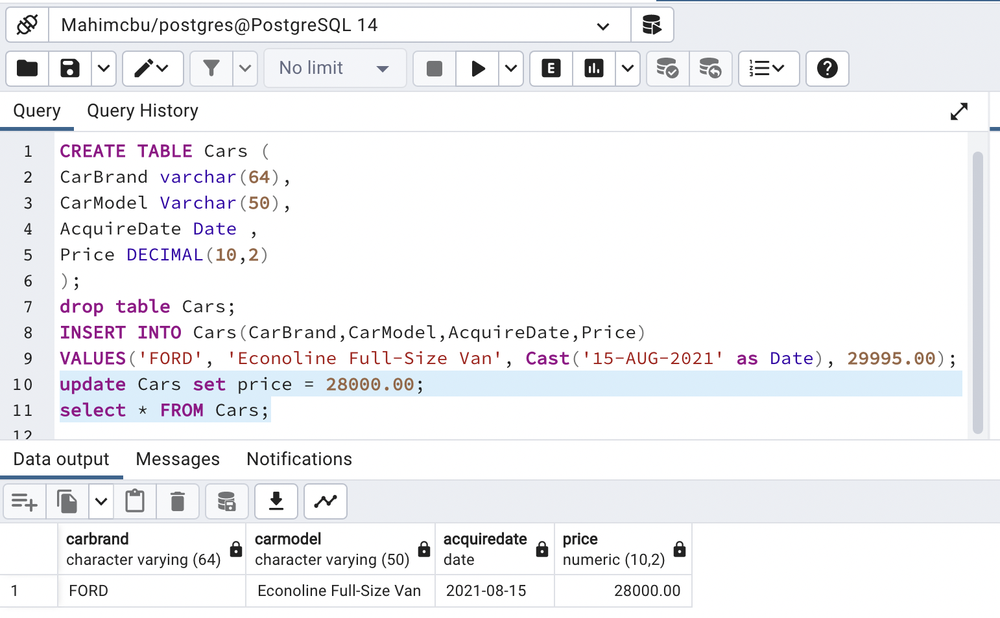 Mahimcbu/postgres@PostgreSQL 14
No limit
E
Query Query History
1 CREATE TABLE Cars (
2 CarBrand varchar(64),
3 CarModel Varchar(50),
4 AcquireDate Date ,
5 Price DECIMAL(10,2)
6 );
7 drop table Cars;
8 INSERT INTO Cars(CarBrand,CarModel,AcquireDate,Price)
9 VALUES('FORD', 'Econoline Full-Size Van', Cast('15-AUG-2021' as Date), 29995.00);
10 update Cars set price = 28000.00;
11 select * FROM Cars;
12
Data output Messages Notifications
carbrand carmodel acquiredate price
character varying (64) character varying (50) date numeric (10,2)
1 FORD Econoline Full-Size Van 2021-08-15 28000.00